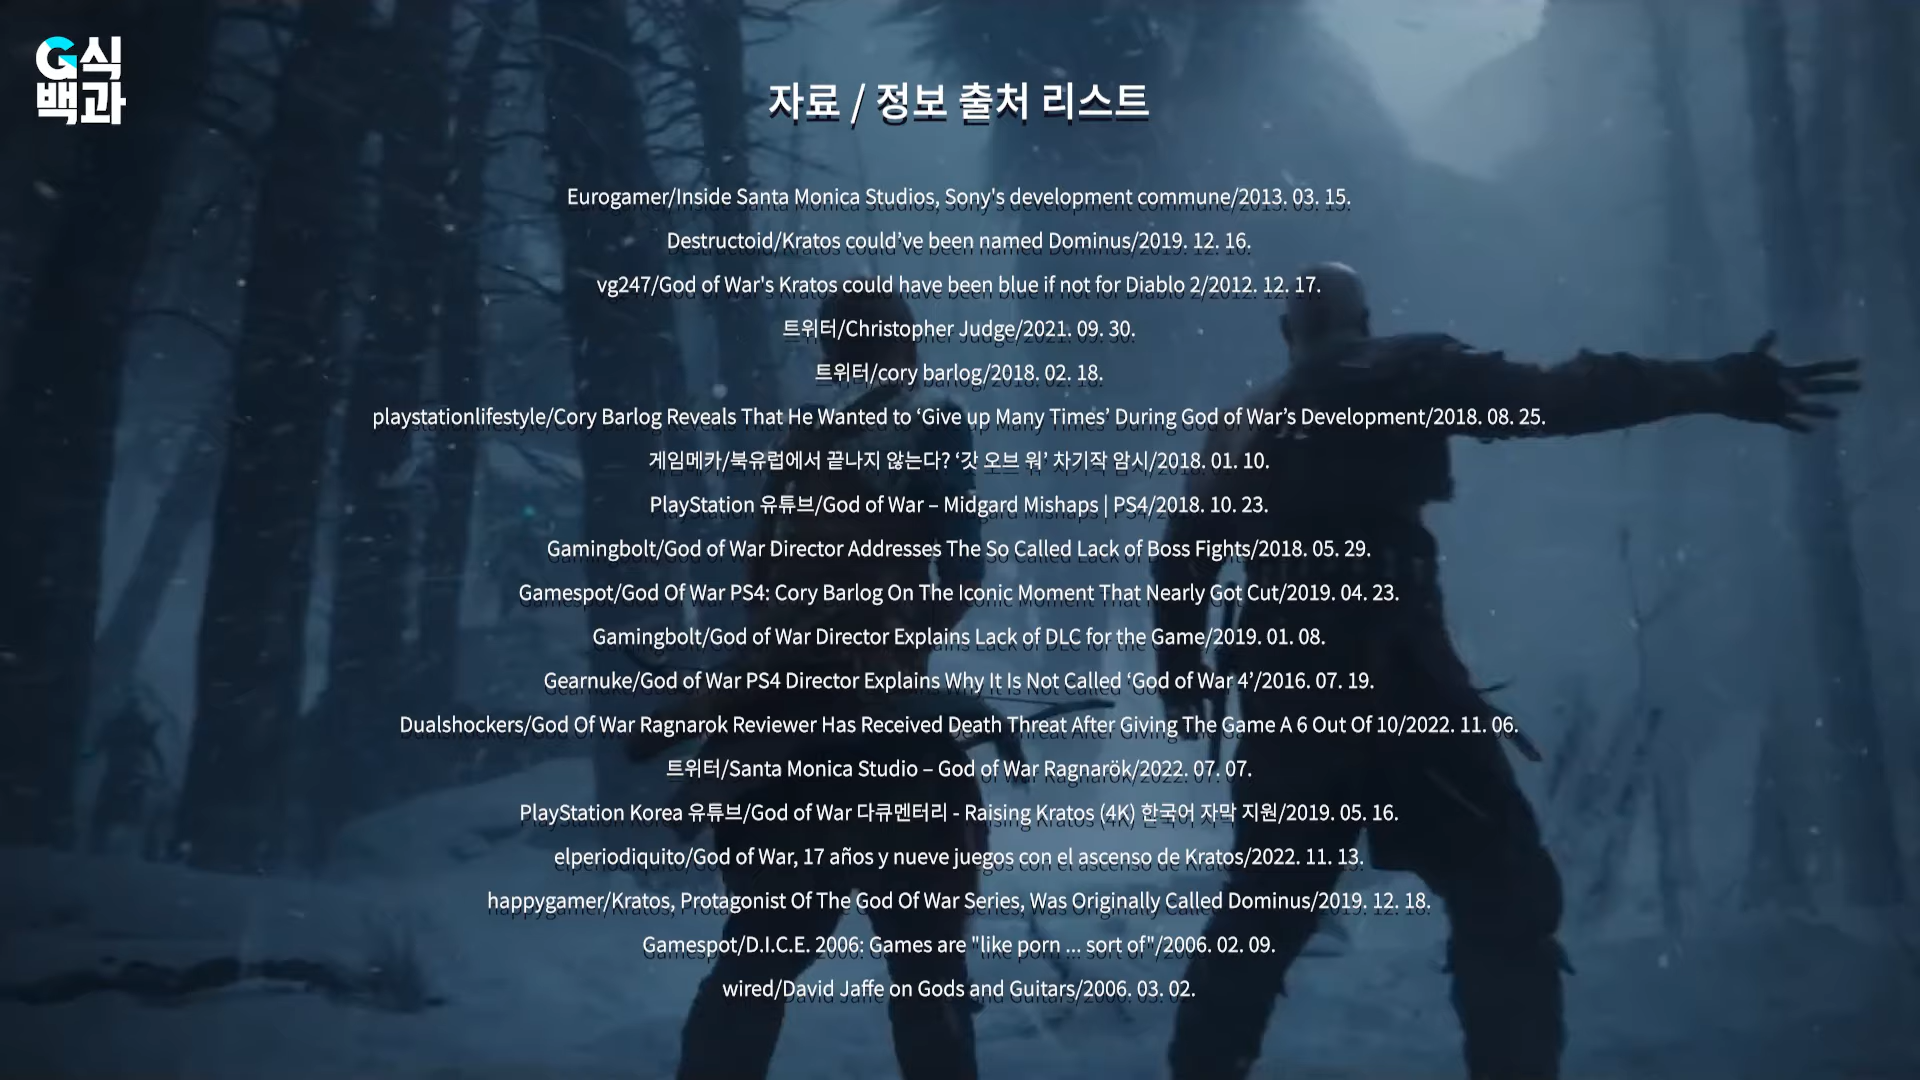 G식
백과
자료 / 정보 출처 리스트
Eurogamer/Inside Santa Monica Studios, Sony's development commune/2013. 03. 15.
Destructoid/Kratos could’ve been named Dominus/2019. 12. 16.
vg247/God of War's Kratos could have been blue if not for Diablo 2/2012. 12. 17.
트위터/Christopher Judge/2021. 09. 30.
트위터/cory barlog/2018. 02. 18.
playstationlifestyle/Cory Barlog Reveals That He Wanted to ‘Give up Many Times’ During God of War’s Development/2018. 08. 25.
게임메카/북유럽에서 끝나지 않는다? ‘갓 오브 워’ 차기작 암시/2018. 01. 10.
PlayStation 유튜브/God of War – Midgard Mishaps | PS4/2018. 10. 23.
Gamingbolt/God of War Director Addresses The So Called Lack of Boss Fights/2018. 05. 29.
Gamespot/God Of War PS4: Cory Barlog On The Iconic Moment That Nearly Got Cut/2019. 04. 23.
Gamingbolt/God of War Director Explains Lack of DLC for the Game/2019. 01. 08.
Gearnuke/God of War PS4 Director Explains Why It Is Not Called ‘God of War 4’/2016. 07. 19.
Dualshockers/God Of War Ragnarok Reviewer Has Received Death Threat After Giving The Game A 6 Out Of 10/2022. 11. 06.
트위터/Santa Monica Studio – God of War Ragnarök/2022. 07. 07.
PlayStation Korea 유튜브/God of War 다큐멘터리 - Raising Kratos (4K) 한국어 자막 지원/2019. 05. 16.
elperiodiquito/God of War, 17 años y nueve juegos con el ascenso de Kratos/2022. 11. 13.
happygamer/Kratos, Protagonist Of The God Of War Series, Was Originally Called Dominus/2019. 12. 18.
Gamespot/D.I.C.E. 2006: Games are "like porn ... sort of"/2006. 02. 09.
wired/David Jaffe on Gods and Guitars/2006. 03. 02.